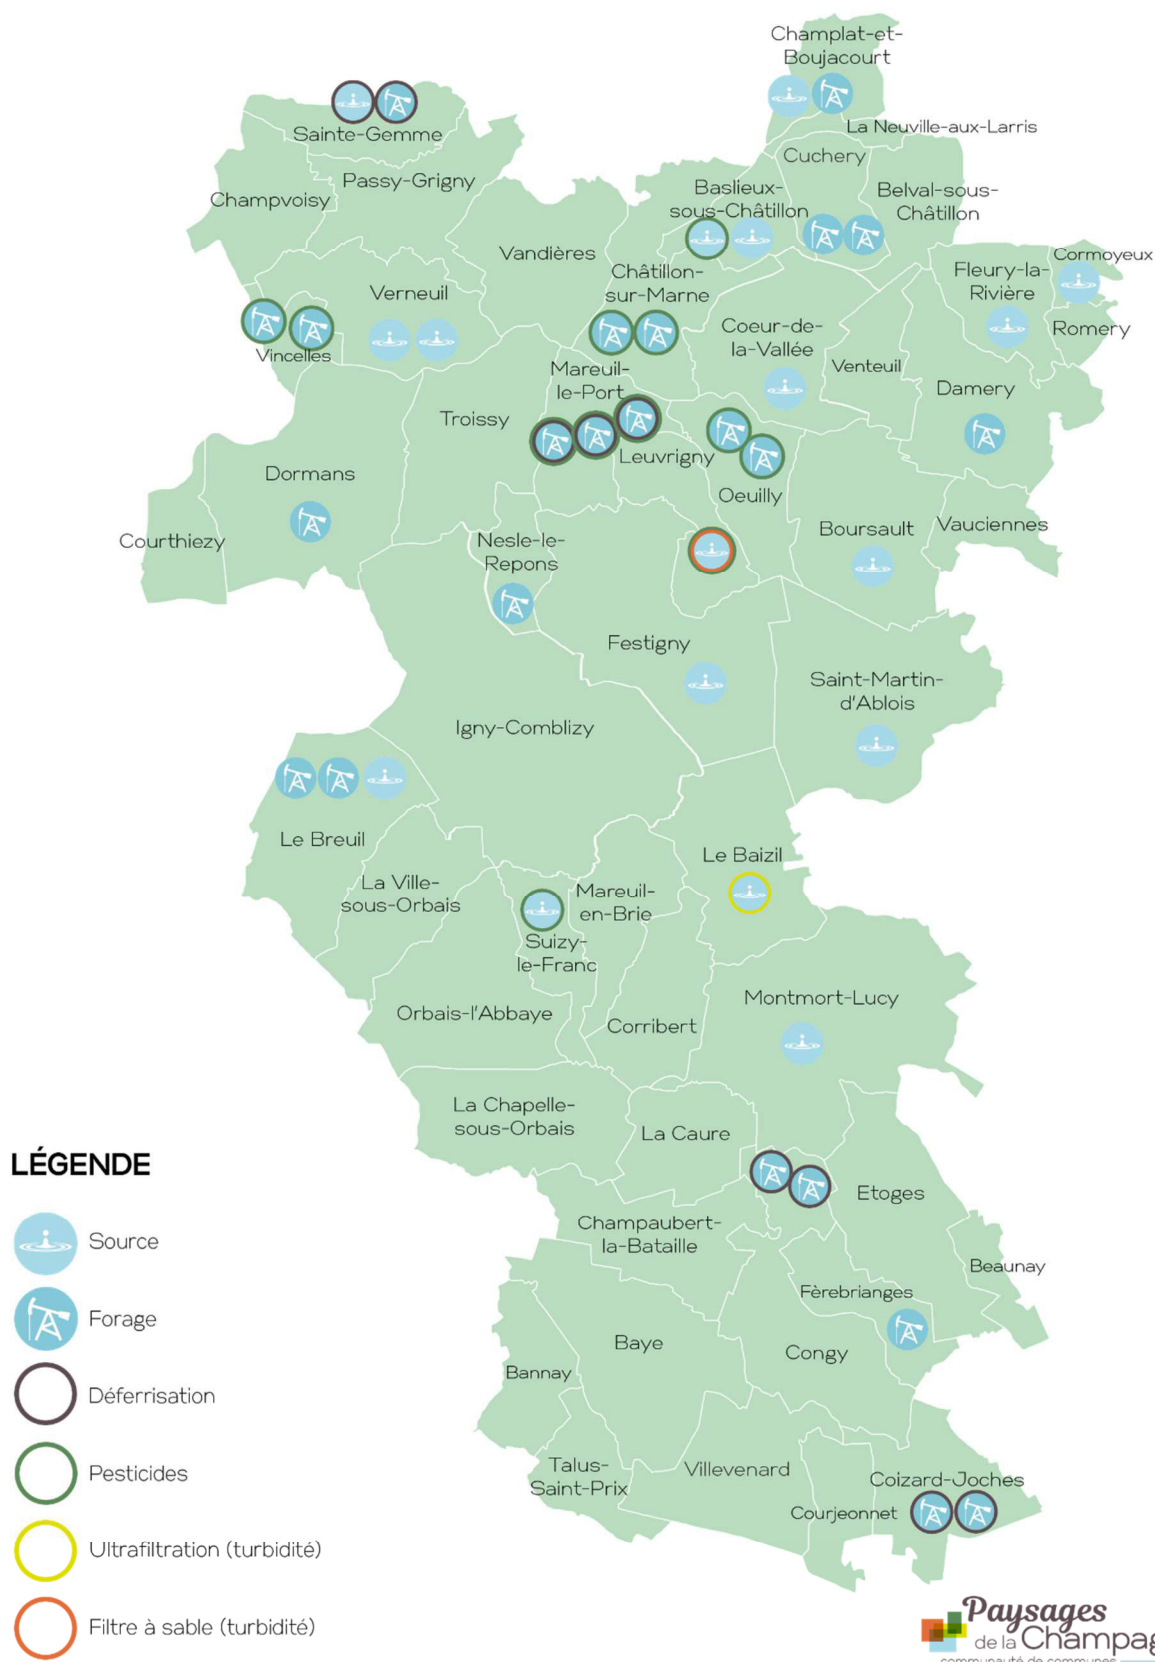 Champlat-et-
Boujacourt
La Neuville-aux-Larris
Sainte-Gemme
Cuchery
Passy-Grigny
Champvoisy
Baslieux-
sous-Châtillon
Belval-sous-
Châtillon
Vandières
Cormoyeux
Fleury-la-
Rivière
Châtillon-
sur-Marne
Verneuil
Coeur-de-
la-Vallée
Romery
Vincelles
Venteuil
Mareuil-
le-Port
Damery
Troissy
Leuvrigny
Dormans
Oeuilly
Boursault
Vauciennes
Courthiezy
Nesle-le-
Repons
Festigny
Saint-Martin-
d'Ablois
Igny-Comblizy
Le Breuil
Le Baizil
La Ville-
sous-Orbais
Mareuil-
en-Brie
Suizy-
le-Franc
Montmort-Lucy
Orbais-l'Abbaye
Corribert
La Chapelle-
sous-Orbais
La Caure
Etoges
Champaubert-
la-Bataille
Beaunay
Fèrebrianges
Baye
Congy
Bannay
Talus-
Saint-Prix
Villevenard
Coizard-Joches
Courjeonnet
LÉGENDE
Source
Forage
Déferrisation
Pesticides
Ultrafiltration (turbidité)
Filtre à sable (turbidité)
Paysages
de la Champag
communauté de communes